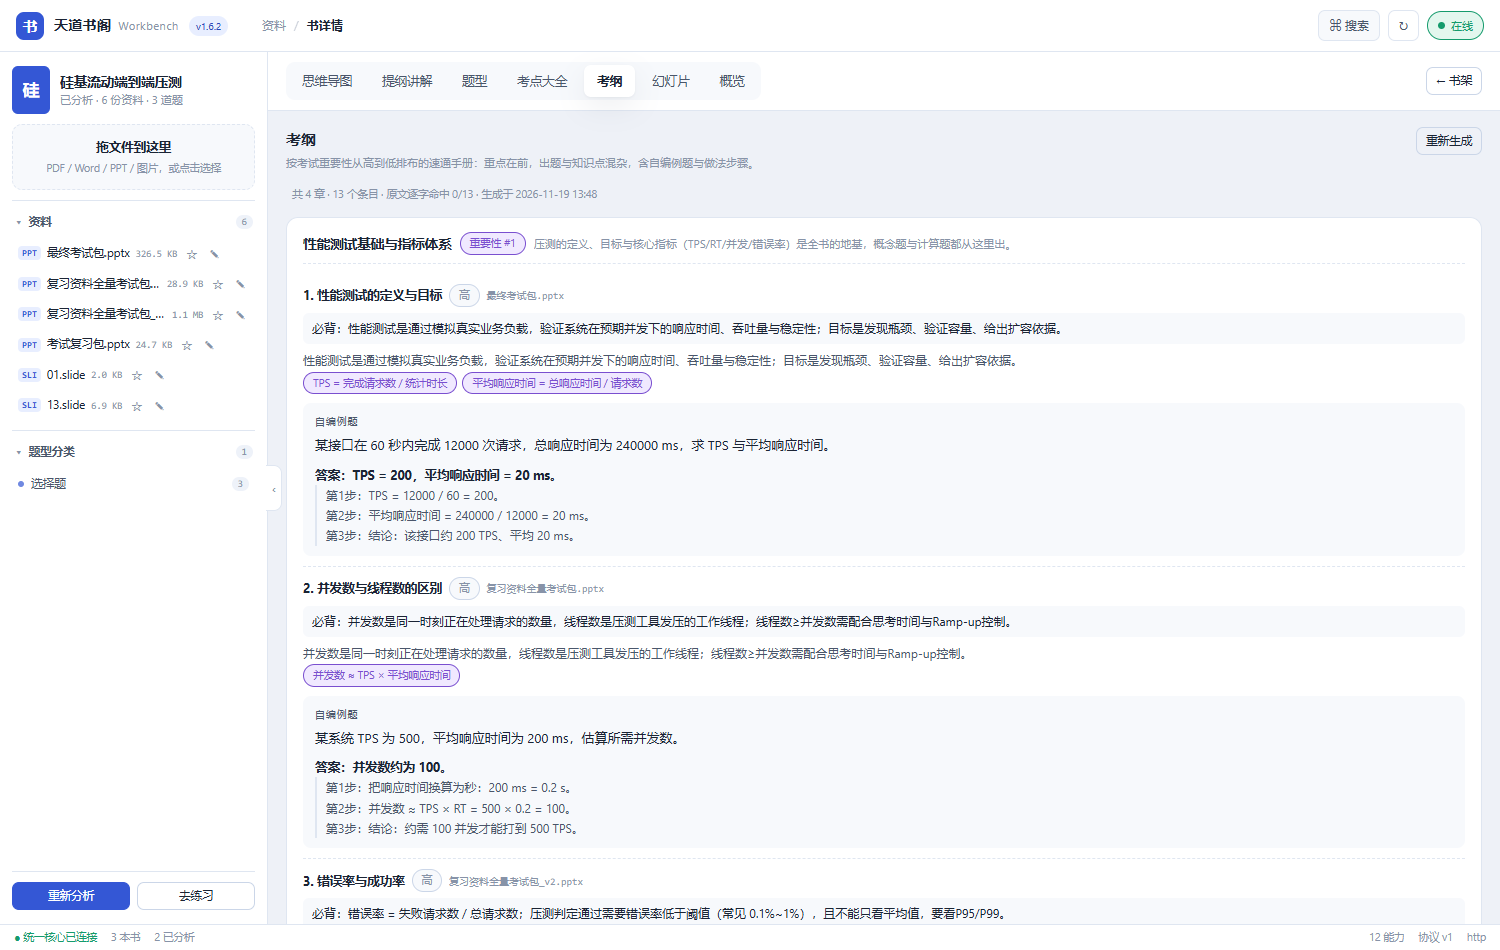 书 天道书阁 Workbench v1.6.2 资料 / 书详情 ⌘ 搜索 ↻ 在线
硅 硅基流动端到端压测
已分析 · 6 份资料 · 3 道题
拖文件到这里
PDF / Word / PPT / 图片，或点击选择
资料 6
PPT 最终考试包.pptx 326.5 KB ☆
PPT 复习资料全量考试包... 28.9 KB ☆
PPT 复习资料全量考试包_... 1.1 MB ☆
PPT 考试复习包.pptx 24.7 KB ☆
SLI 01.slide 2.0 KB ☆
SLI 13.slide 6.9 KB ☆
题型分类 1
选择题 3
重新分析 去练习
思维导图 提纲讲解 题型 考点大全 考纲 幻灯片 概览 ← 书架
考纲 重新生成
按考试重要性从高到低排布的速通手册：重点在前，出题与知识点混杂，含自编例题与做法步骤。
共 4 章 · 13 个条目 · 原文逐字命中 0/13 · 生成于 2026-11-19 13:48
性能测试基础与指标体系 重要性 #1 压测的定义、目标与核心指标（TPS/RT/并发/错误率）是全书的地基，概念题与计算题都从这里出。
1. 性能测试的定义与目标 高 最终考试包.pptx
必背：性能测试是通过模拟真实业务负载，验证系统在预期并发下的响应时间、吞吐量与稳定性；目标是发现瓶颈、验证容量、给出扩容依据。
性能测试是通过模拟真实业务负载，验证系统在预期并发下的响应时间、吞吐量与稳定性；目标是发现瓶颈、验证容量、给出扩容依据。
TPS = 完成请求数 / 统计时长 平均响应时间 = 总响应时间 / 请求数
自编例题
某接口在 60 秒内完成 12000 次请求，总响应时间为 240000 ms，求 TPS 与平均响应时间。
答案：TPS = 200，平均响应时间 = 20 ms。
第1步：TPS = 12000 / 60 = 200。
第2步：平均响应时间 = 240000 / 12000 = 20 ms。
第3步：结论：该接口约 200 TPS、平均 20 ms。
2. 并发数与线程数的区别 高 复习资料全量考试包.pptx
必背：并发数是同一时刻正在处理请求的数量，线程数是压测工具发压的工作线程；线程数≥并发数需配合思考时间与Ramp-up控制。
并发数是同一时刻正在处理请求的数量，线程数是压测工具发压的工作线程；线程数≥并发数需配合思考时间与Ramp-up控制。
并发数 ≈ TPS × 平均响应时间
自编例题
某系统 TPS 为 500，平均响应时间为 200 ms，估算所需并发数。
答案：并发数约为 100。
第1步：把响应时间换算为秒：200 ms = 0.2 s。
第2步：并发数 ≈ TPS × RT = 500 × 0.2 = 100。
第3步：结论：约需 100 并发才能打到 500 TPS。
3. 错误率与成功率 高 复习资料全量考试包_v2.pptx
必背：错误率 = 失败请求数 / 总请求数；压测判定通过需要错误率低于阈值（常见 0.1%~1%），且不能只看平均值，要看P95/P99。
统一核心已连接 3 本书 2 已分析 12 能力 协议 v1 http